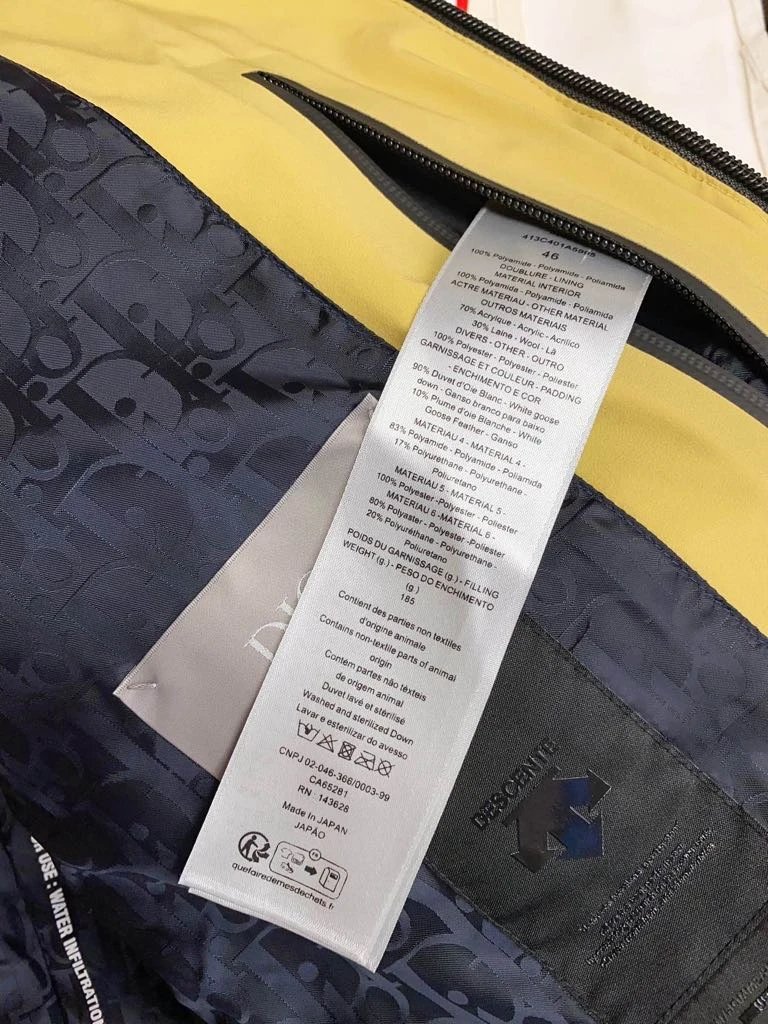 46
100% Polyamide - Polyamide - Poliamida
DOUBLURE - LINING
MATERIAL INTERIOR
100% Polyamide - Polyamide - Poliamida
ACTRE MATERIAU - OTHER MATERIAL
OUTROS MATERIAIS
70% Acrylique - Acrylic - Acrilico
30% Laine - Wool - Lã
DIVERS - OTHER - OUTRO
100% Polyester - Polyester - Poliester
GARNISSAGE ET COULEUR - PADDING
- ENCHIMENTO E COR
90% Duvet d'Oie Blanc - White goose
down - Ganso branco para baixo
10% Plume d'oie Blanche - White
Goose Feather - Ganso
MATERIAU 4 - MATERIAL 4 -
83% Polyamide - Polyamide - Poliamida
17% Polyurethane - Polyurethane -
Poliuretano
MATERIAU 5 - MATERIAL 5 -
100% Polyester -Polyester -Poliester
MATERIAU 6 -MATERIAL 6 -
80% Polyaster - Polyester -Poliester
20% Polyuréthane - Polyurethane -
Poliuretano
POIDS DU GARNISSAGE (g.) - FILLING
WEIGHT (g.) - PESO DO ENCHIMENTO
(g.)
185
Contient des parties non textiles
d'origine animale
Contains non-textile parts of animal
origin
Contém partes não têxteis
de origem animal
Duvet lavé et stérilisé
Washed and sterilized Down
Lavar e esterilizar do avesso
CNPJ 02-046-366/0003-99
CA65281
RN : 143628
Made In JAPAN
JAPÃO
FR
quefairedemesdechets.fr
DESCENTE
USE : WATER INFILTRATION